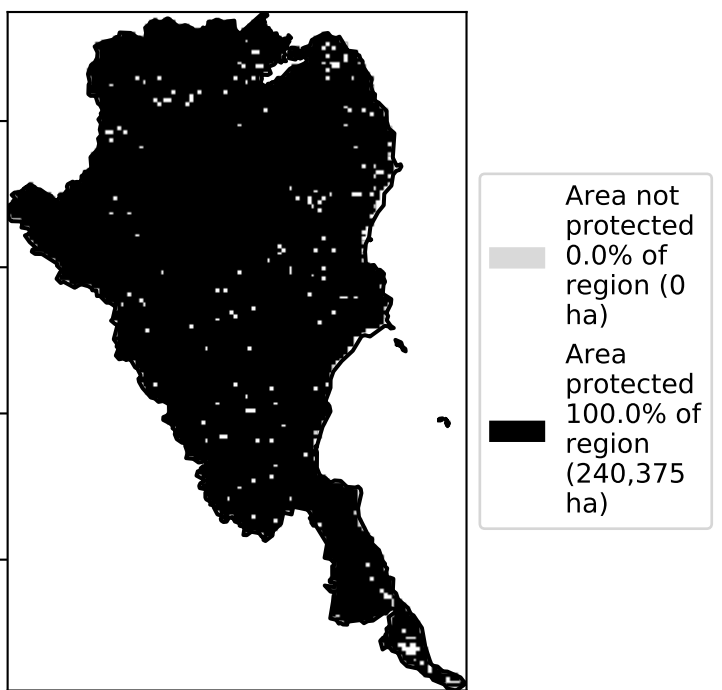 Area not
protected
0.0% of
region (0
ha)
Area
protected
100.0% of
region
(240,375
ha)